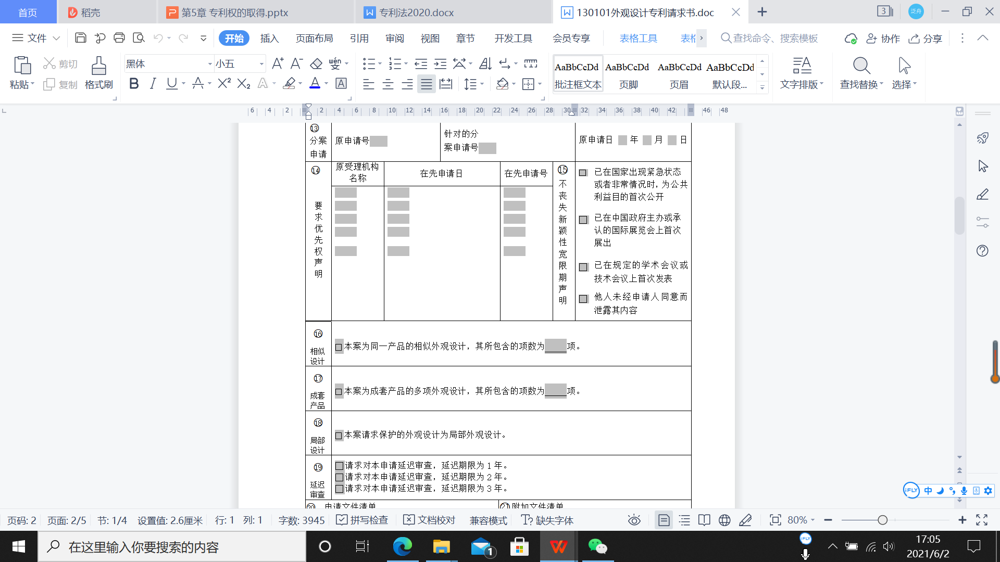 首页
稻壳
第5章 专利权的取得.pptx
专利法2020.docx
130101外观设计专利请求书.doc
3
泛舟
文件
开始
插入
页面布局
引用
审阅
视图
章节
开发工具
会员专享
表格工具
查找命令、搜索模板
协作
分享
粘贴
剪切
复制
格式刷
黑体
小五
AaBbCcDd
批注框文本
AaBbCcDd
页脚
AaBbCcDd
页眉
AaBbCcDd
默认段...
文字排版
查找替换
选择
6 4 2 2 4 6 8 10 12 14 16 18 20 22 24 26 28 30 32 34 36 38 40 42 46 48
⑬
分案
申请
原申请号
针对的分
案申请号
原申请日 年 月 日
⑭
要求优先权声明
原受理机构
名称
在先申请日
在先申请号
⑮
不丧失新颖性宽限期声明
已在国家出现紧急状态
或者非常情况时，为公共
利益目的首次公开
已在中国政府主办或承
认的国际展览会上首次
展出
已在规定的学术会议或
技术会议上首次发表
他人未经申请人同意而
泄露其内容
⑯
相似
设计
本案为同一产品的相似外观设计，其所包含的项数为 项。
⑰
成套
产品
本案为成套产品的多项外观设计，其所包含的项数为 项。
⑱
局部
设计
本案请求保护的外观设计为局部外观设计。
⑲
延迟
审查
请求对本申请延迟审查，延迟期限为 1 年。
请求对本申请延迟审查，延迟期限为 2 年。
请求对本申请延迟审查，延迟期限为 3 年。
⑳ 申请文件清单
㉑附加文件清单
iFLY 中
页码: 2
页面: 2/5
节: 1/4
设置值: 2.6厘米
行: 1
列: 1
字数: 3945
拼写检查
文档校对
兼容模式
缺失字体
80%
在这里输入你要搜索的内容
1
iFLY
17:05
2021/6/2